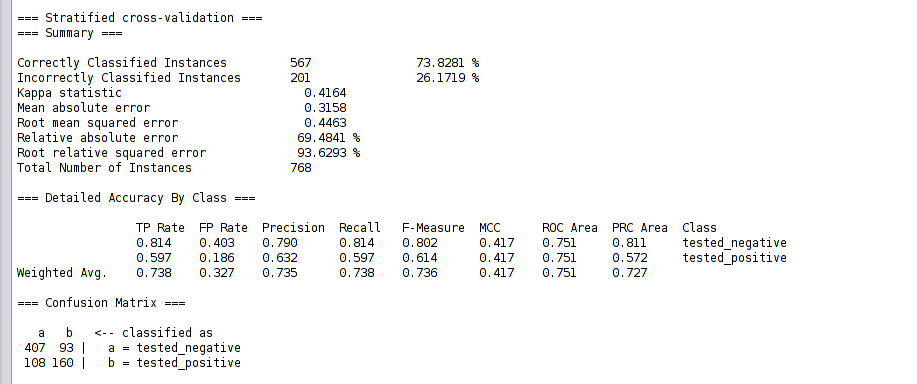 === Stratified cross-validation ===
=== Summary ===
Correctly Classified Instances 567 73.8281 %
Incorrectly Classified Instances 201 26.1719 %
Kappa statistic 0.4164
Mean absolute error 0.3158
Root mean squared error 0.4463
Relative absolute error 69.4841 %
Root relative squared error 93.6293 %
Total Number of Instances 768
=== Detailed Accuracy By Class ===
TP Rate FP Rate Precision Recall F-Measure MCC ROC Area PRC Area Class
0.814 0.403 0.790 0.814 0.802 0.417 0.751 0.811 tested_negative
0.597 0.186 0.632 0.597 0.614 0.417 0.751 0.572 tested_positive
Weighted Avg. 0.738 0.327 0.735 0.738 0.736 0.417 0.751 0.727
=== Confusion Matrix ===
a b <-- classified as
407 93 | a = tested_negative
108 160 | b = tested_positive